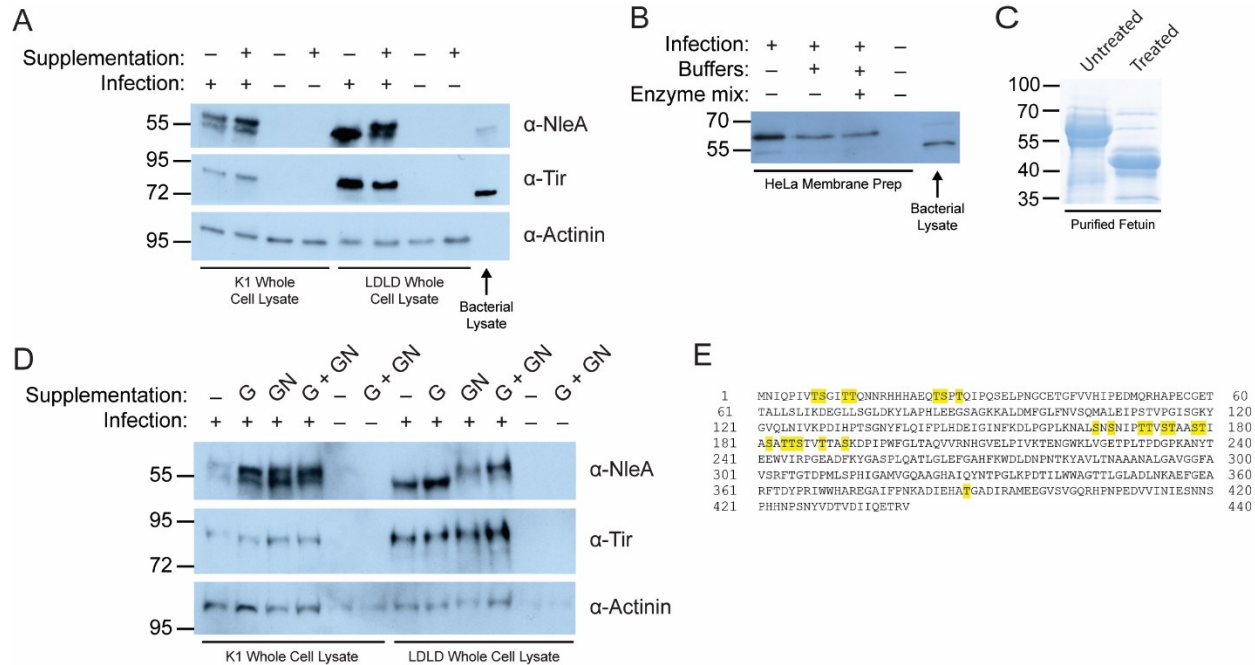 A
Supplementation: – + – + – + – +
Infection: + + – – + + – –
55 α-NleA
95
72 α-Tir
95 α-Actinin
K1 Whole Cell Lysate
LDLD Whole Cell Lysate
Bacterial Lysate
B
Infection: + + + –
Buffers: – + + –
Enzyme mix: – – + –
70
55
HeLa Membrane Prep
Bacterial Lysate
C
Untreated Treated
100
70
55
40
35
Purified Fetuin
D
Supplementation: – G GN G + GN – G + GN – G GN G + GN – G + GN
Infection: + + + + – – + + + + – –
55 α-NleA
95
72 α-Tir
95 α-Actinin
K1 Whole Cell Lysate
LDLD Whole Cell Lysate
E
1 MNIQPIVTSGITTQNNRHHHAEQTSPTQIPQSELPNGCETGFVVHIPEDMQRHAPECGET 60
61 TALLSLIKDEGLLSGLDKYLAPHLEEGSAGKKALDMFGLFNVSQMALEIPSTVPGISGKY 120
121 GVQLNIVKPDIHPTSGNYFLQIFPLHDEIGINFKDLPGPLKNALSNSNIPTTVSTAASTI 180
181 ASASATTSTVTTASKDPIPWFGLTAQVVRNHGVELPIVKTENGWKLVGETPLTPDGPKANYT 240
241 EEWVIRPGEADFKYGASPLQATLGLEFGAHFKWDLDNPNTKYAVLTNAAANALGAVGGFA 300
301 VSRFTGTDPMLSPHIGAMVGQAAGHAIQYNTPGLKPDTILWWAGTTLGLADLNKAEFGEA 360
361 RFTDYPRIWWHAREGAIFPNKADIEHATGADIRAMEEGVSVGQRHPNPEDVVINIESNNS 420
421 PHHNPSNYVDTVDIIQETRV 440